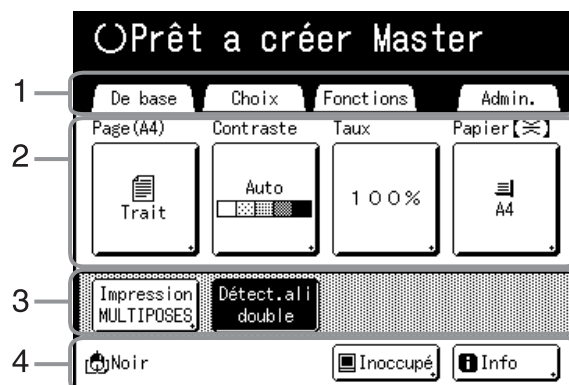 Prêt a créer Master
1
De base Choix Fonctions Admin.
2
Page(A4) Contraste Taux Papier【】
Trait Auto 100% A4
3
Impression Détect.ali
MULTIPOSES double
4
Noir Inoccupé Info